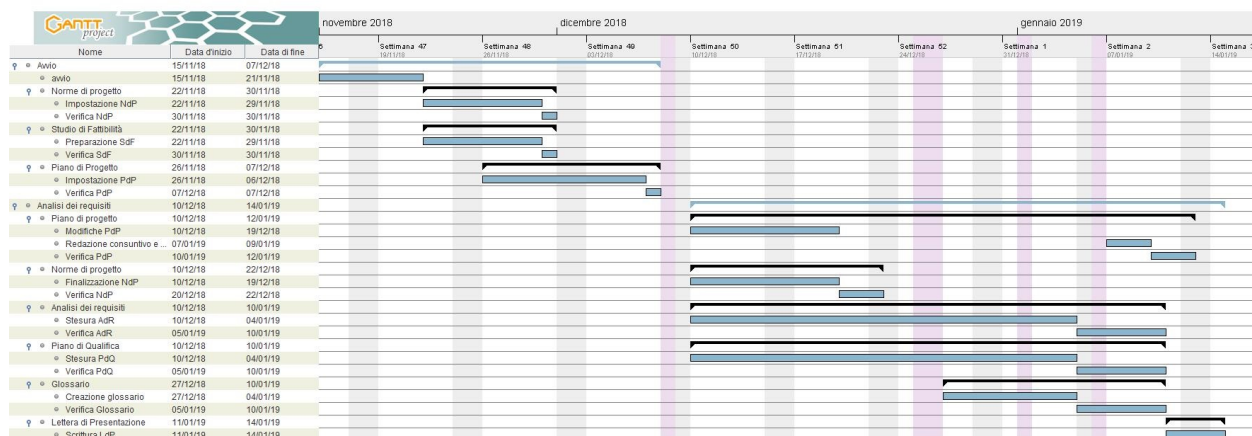 GANTT project
novembre 2018 dicembre 2018 gennaio 2019
6 Settimana 47 Settimana 48 Settimana 49 Settimana 50 Settimana 51 Settimana 52 Settimana 1 Settimana 2 Settimana 3
Nome Data d'inizio Data di fine 19/11/18 26/11/18 03/12/18 10/12/18 17/12/18 24/12/18 31/12/18 07/01/19 14/01/19
Avvio 15/11/18 07/12/18
avvio 15/11/18 21/11/18
Norme di progetto 22/11/18 30/11/18
Impostazione NdP 22/11/18 29/11/18
Verifica NdP 30/11/18 30/11/18
Studio di Fattibilità 22/11/18 30/11/18
Preparazione SdF 22/11/18 29/11/18
Verifica SdF 30/11/18 30/11/18
Piano di Progetto 26/11/18 07/12/18
Impostazione PdP 26/11/18 06/12/18
Verifica PdP 07/12/18 07/12/18
Analisi dei requisiti 10/12/18 14/01/19
Piano di progetto 10/12/18 12/01/19
Modifiche PdP 10/12/18 19/12/18
Redazione consuntivo e ... 07/01/19 09/01/19
Verifica PdP 10/01/19 12/01/19
Norme di progetto 10/12/18 22/12/18
Finalizzazione NdP 10/12/18 19/12/18
Verifica NdP 20/12/18 22/12/18
Analisi dei requisiti 10/12/18 10/01/19
Stesura AdR 10/12/18 04/01/19
Verifica AdR 05/01/19 10/01/19
Piano di Qualifica 10/12/18 10/01/19
Stesura PdQ 10/12/18 04/01/19
Verifica PdQ 05/01/19 10/01/19
Glossario 27/12/18 10/01/19
Creazione glossario 27/12/18 04/01/19
Verifica Glossario 05/01/19 10/01/19
Lettera di Presentazione 11/01/19 14/01/19
Scrittura LdP 11/01/19 14/01/19